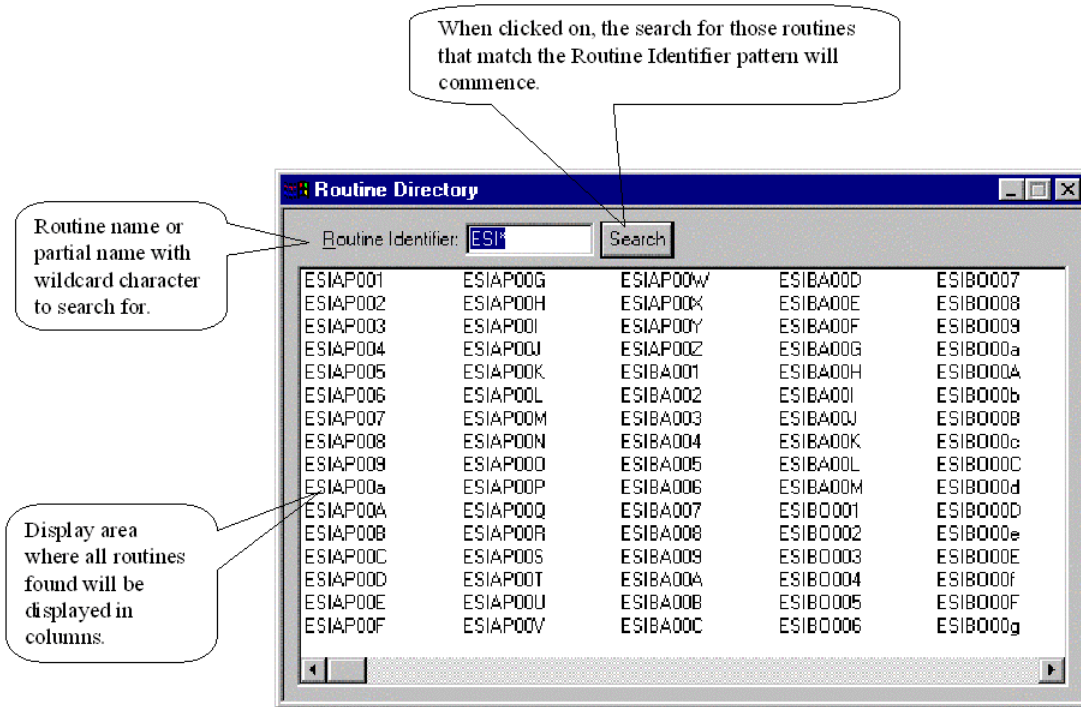 When clicked on, the search for those routines
that match the Routine Identifier pattern will
commence.
Routine Directory
Routine name or
partial name with
wildcard character
to search for.
Routine Identifier: ESI* Search
ESIAP001 ESIAP00G ESIAP00W ESIBA00D ESIBO007
ESIAP002 ESIAP00H ESIAP00X ESIBA00E ESIBO008
ESIAP003 ESIAP00I ESIAP00Y ESIBA00F ESIBO009
ESIAP004 ESIAP00J ESIAP00Z ESIBA00G ESIBO00a
ESIAP005 ESIAP00K ESIBA001 ESIBA00H ESIBO00A
ESIAP006 ESIAP00L ESIBA002 ESIBA00I ESIBO00b
ESIAP007 ESIAP00M ESIBA003 ESIBA00J ESIBO00B
ESIAP008 ESIAP00N ESIBA004 ESIBA00K ESIBO00c
ESIAP009 ESIAP00O ESIBA005 ESIBA00L ESIBO00C
ESIAP00a ESIAP00P ESIBA006 ESIBA00M ESIBO00d
ESIAP00A ESIAP00Q ESIBA007 ESIBO001 ESIBO00D
ESIAP00B ESIAP00R ESIBA008 ESIBO002 ESIBO00e
ESIAP00C ESIAP00S ESIBA009 ESIBO003 ESIBO00E
ESIAP00D ESIAP00T ESIBA00A ESIBO004 ESIBO00f
ESIAP00E ESIAP00U ESIBA00B ESIBO005 ESIBO00F
ESIAP00F ESIAP00V ESIBA00C ESIBO006 ESIBO00g
Display area
where all routines
found will be
displayed in
columns.